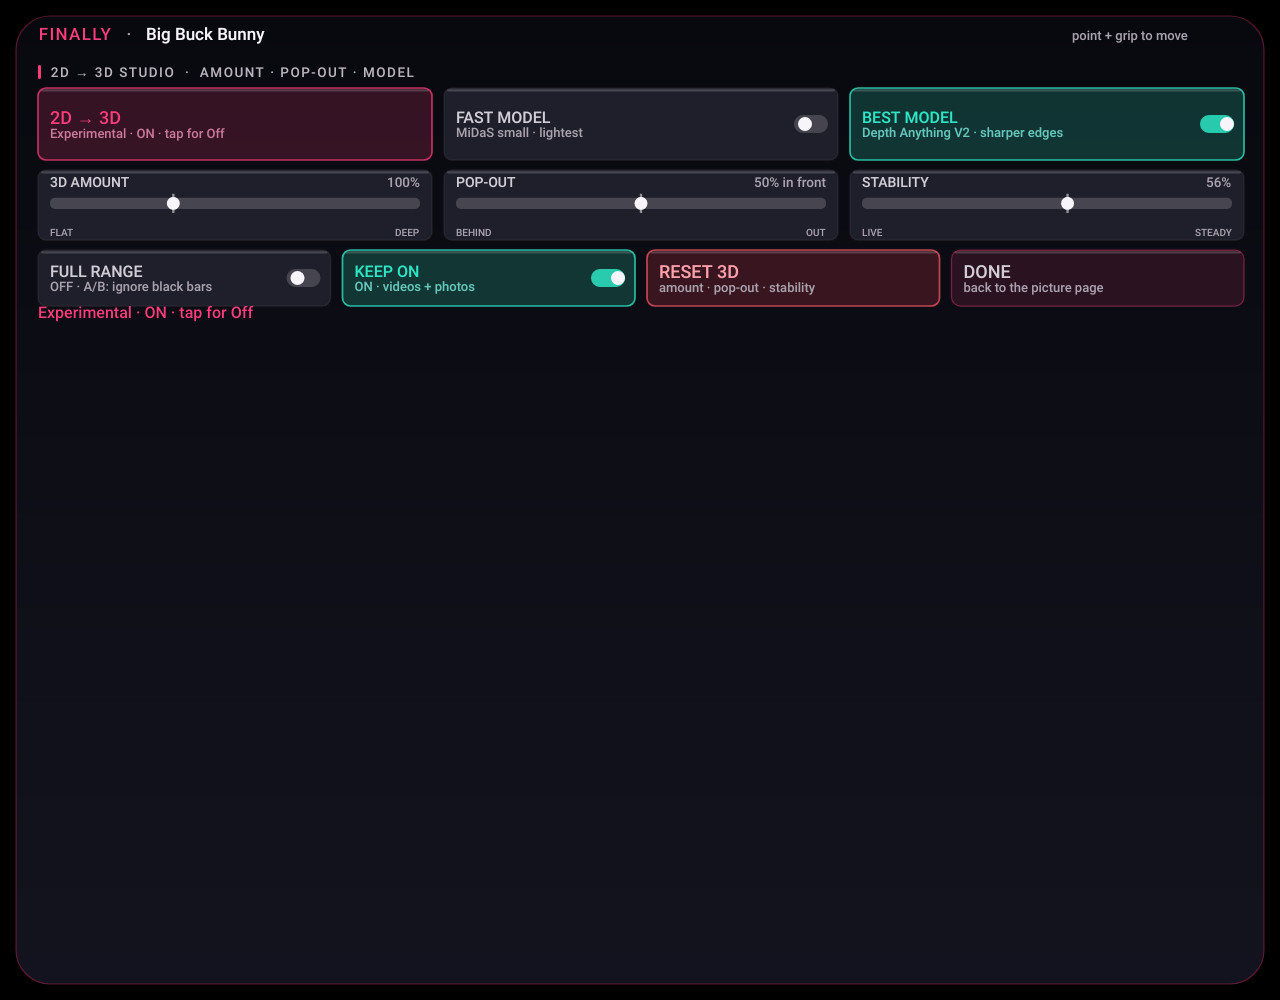 FINALLY · Big Buck Bunny
point + grip to move
2D → 3D STUDIO · AMOUNT · POP-OUT · MODEL
2D → 3D
Experimental · ON · tap for Off
FAST MODEL
MiDaS small · lightest
BEST MODEL
Depth Anything V2 · sharper edges
3D AMOUNT 100%
FLAT DEEP
POP-OUT 50% in front
BEHIND OUT
STABILITY 56%
LIVE STEADY
FULL RANGE
OFF · A/B: ignore black bars
KEEP ON
ON · videos + photos
RESET 3D
amount · pop-out · stability
DONE
back to the picture page
Experimental · ON · tap for Off